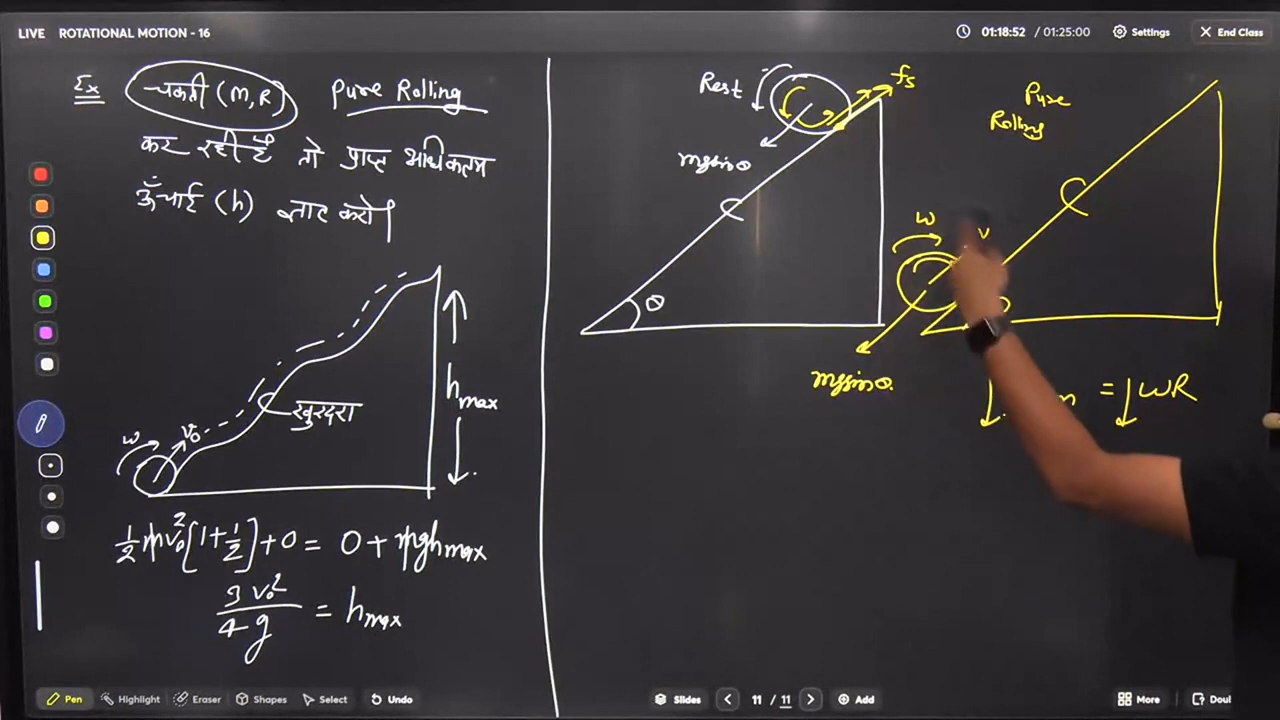 LIVE ROTATIONAL MOTION - 16
01:18:52 / 01:25:00
Settings
End Class
Ex चकती (M, R) Pure Rolling
कर रही है तो प्राप्त अधिकतम
ऊँचाई (h) ज्ञात करो।
ω
v₀
खुरदरा
hmax
½mv₀²[1+½]+0 = 0+mghmax
3v₀²/4g = hmax
Rest
fs
mgsinθ
θ
Pure
Rolling
ω
v
mgsinθ
= ↓ωR
Pen
Highlight
Eraser
Shapes
Select
Undo
Slides
11 / 11
Add
More
Doul